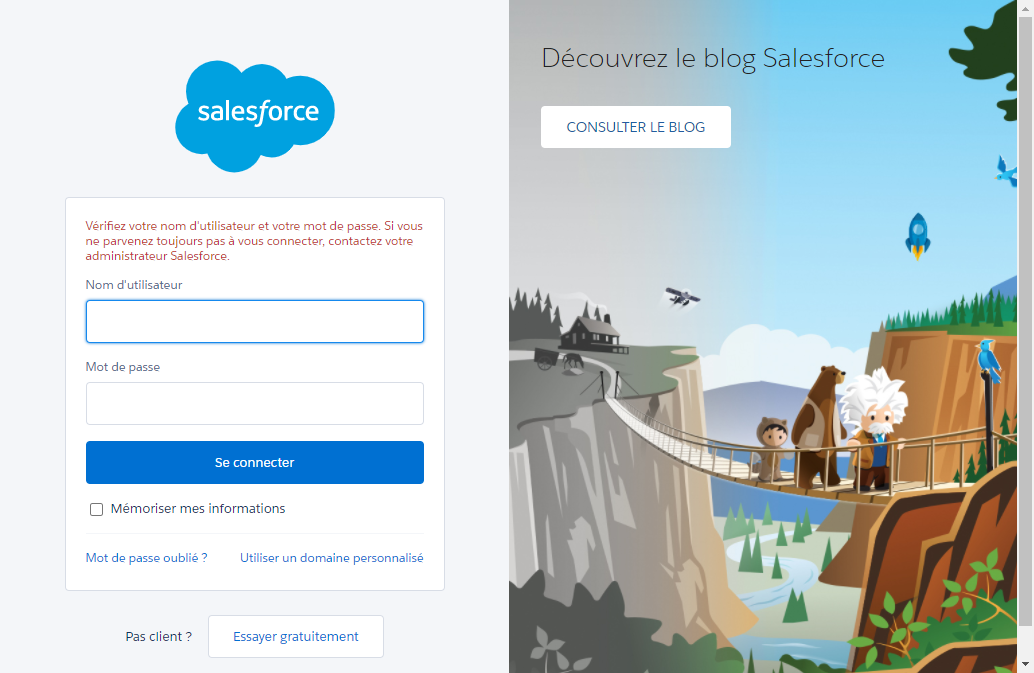 salesforce
Vérifiez votre nom d'utilisateur et votre mot de passe. Si vous
ne parvenez toujours pas à vous connecter, contactez votre
administrateur Salesforce.
Nom d'utilisateur
Mot de passe
Se connecter
Mémoriser mes informations
Mot de passe oublié ?
Utiliser un domaine personnalisé
Pas client ?
Essayer gratuitement
Découvrez le blog Salesforce
CONSULTER LE BLOG